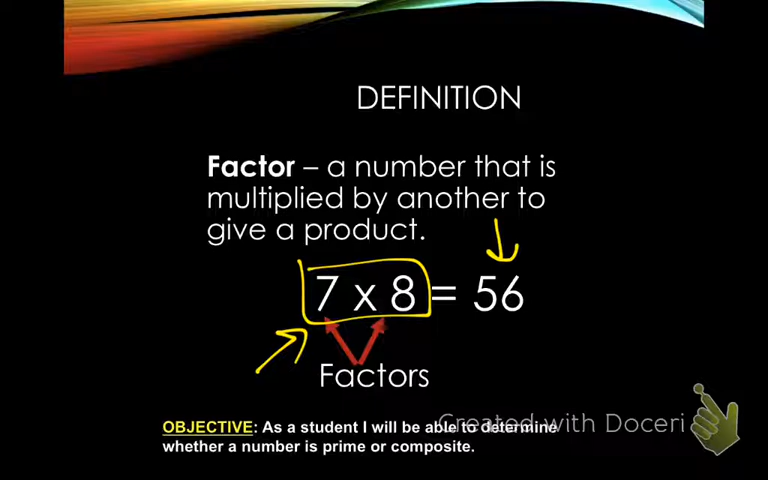 DEFINITION
Factor – a number that is
multiplied by another to
give a product.
7 x 8 = 56
Factors
Created with Doceri
OBJECTIVE: As a student I will be able to determine
whether a number is prime or composite.